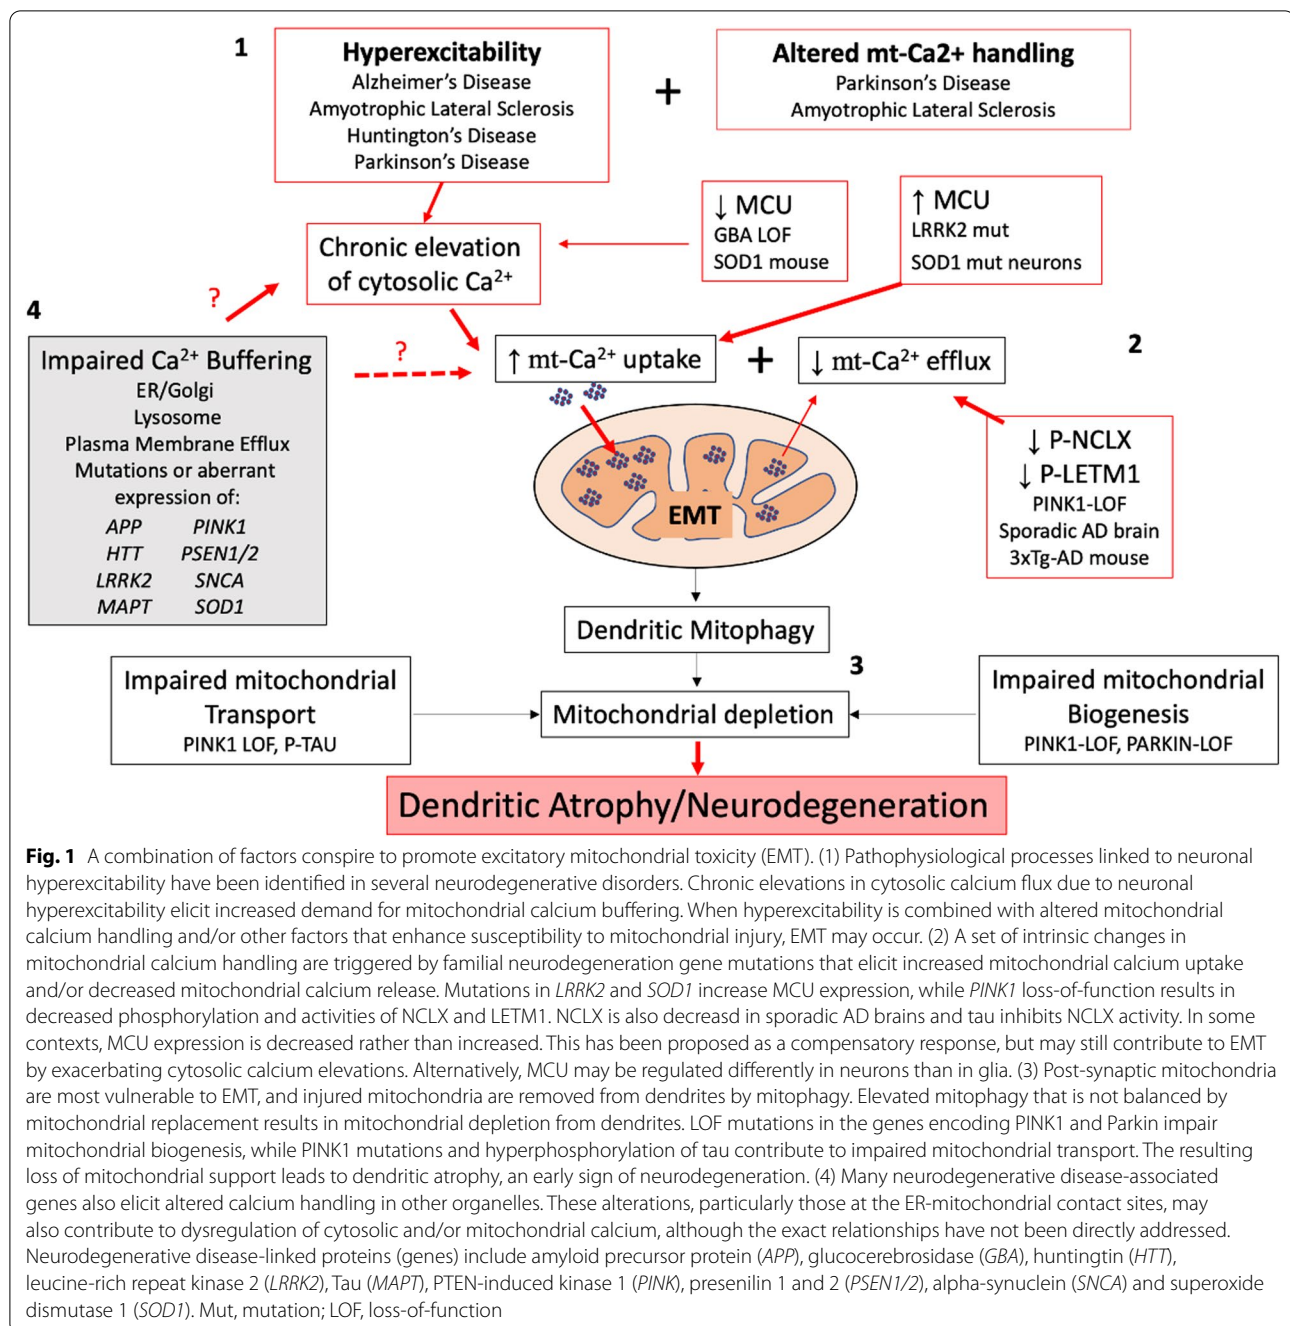 1
Hyperexcitability
Alzheimer's Disease
Amyotrophic Lateral Sclerosis
Huntington's Disease
Parkinson's Disease
+
Altered mt-Ca2+ handling
Parkinson's Disease
Amyotrophic Lateral Sclerosis
↓ MCU
GBA LOF
SOD1 mouse
↑ MCU
LRRK2 mut
SOD1 mut neurons
Chronic elevation
of cytosolic Ca²⁺
?
4
Impaired Ca²⁺ Buffering
ER/Golgi
Lysosome
Plasma Membrane Efflux
Mutations or aberrant
expression of:
APP PINK1
HTT PSEN1/2
LRRK2 SNCA
MAPT SOD1
?
↑ mt-Ca²⁺ uptake
+
↓ mt-Ca²⁺ efflux
2
↓ P-NCLX
↓ P-LETM1
PINK1-LOF
Sporadic AD brain
3xTg-AD mouse
EMT
Dendritic Mitophagy
3
Impaired mitochondrial
Transport
PINK1 LOF, P-TAU
Mitochondrial depletion
Impaired mitochondrial
Biogenesis
PINK1-LOF, PARKIN-LOF
Dendritic Atrophy/Neurodegeneration
Fig. 1 A combination of factors conspire to promote excitatory mitochondrial toxicity (EMT). (1) Pathophysiological processes linked to neuronal
hyperexcitability have been identified in several neurodegenerative disorders. Chronic elevations in cytosolic calcium flux due to neuronal
hyperexcitability elicit increased demand for mitochondrial calcium buffering. When hyperexcitability is combined with altered mitochondrial
calcium handling and/or other factors that enhance susceptibility to mitochondrial injury, EMT may occur. (2) A set of intrinsic changes in
mitochondrial calcium handling are triggered by familial neurodegeneration gene mutations that elicit increased mitochondrial calcium uptake
and/or decreased mitochondrial calcium release. Mutations in LRRK2 and SOD1 increase MCU expression, while PINK1 loss-of-function results in
decreased phosphorylation and activities of NCLX and LETM1. NCLX is also decreasd in sporadic AD brains and tau inhibits NCLX activity. In some
contexts, MCU expression is decreased rather than increased. This has been proposed as a compensatory response, but may still contribute to EMT
by exacerbating cytosolic calcium elevations. Alternatively, MCU may be regulated differently in neurons than in glia. (3) Post-synaptic mitochondria
are most vulnerable to EMT, and injured mitochondria are removed from dendrites by mitophagy. Elevated mitophagy that is not balanced by
mitochondrial replacement results in mitochondrial depletion from dendrites. LOF mutations in the genes encoding PINK1 and Parkin impair
mitochondrial biogenesis, while PINK1 mutations and hyperphosphorylation of tau contribute to impaired mitochondrial transport. The resulting
loss of mitochondrial support leads to dendritic atrophy, an early sign of neurodegeneration. (4) Many neurodegenerative disease-associated
genes also elicit altered calcium handling in other organelles. These alterations, particularly those at the ER-mitochondrial contact sites, may
also contribute to dysregulation of cytosolic and/or mitochondrial calcium, although the exact relationships have not been directly addressed.
Neurodegenerative disease-linked proteins (genes) include amyloid precursor protein (APP), glucocerebrosidase (GBA), huntingtin (HTT),
leucine-rich repeat kinase 2 (LRRK2), Tau (MAPT), PTEN-induced kinase 1 (PINK), presenilin 1 and 2 (PSEN1/2), alpha-synuclein (SNCA) and superoxide
dismutase 1 (SOD1). Mut, mutation; LOF, loss-of-function